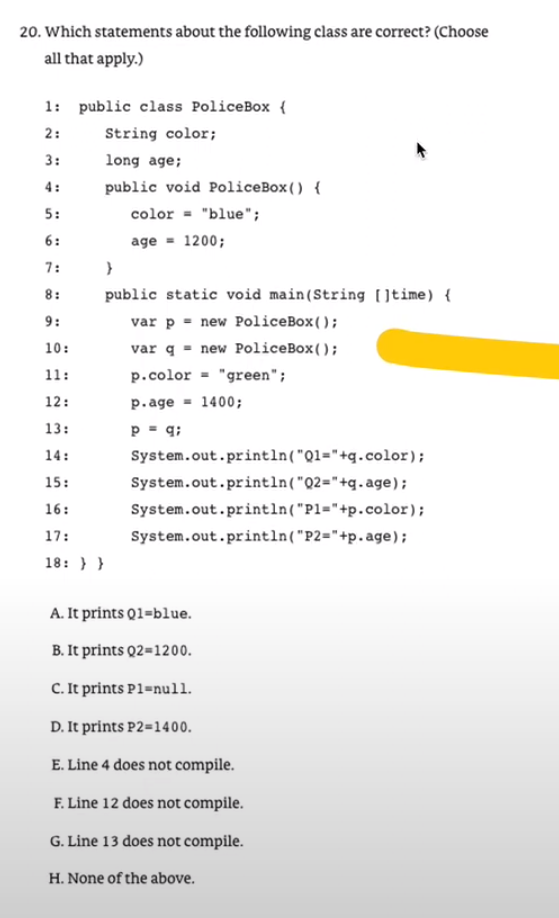 20. Which statements about the following class are correct? (Choose
all that apply.)
1: public class PoliceBox {
2: String color;
3: long age;
4: public void PoliceBox() {
5: color = "blue";
6: age = 1200;
7: }
8: public static void main(String []time) {
9: var p = new PoliceBox();
10: var q = new PoliceBox();
11: p.color = "green";
12: p.age = 1400;
13: p = q;
14: System.out.println("Q1="+q.color);
15: System.out.println("Q2="+q.age);
16: System.out.println("P1="+p.color);
17: System.out.println("P2="+p.age);
18: } }
A. It prints Q1=blue.
B. It prints Q2=1200.
C. It prints P1=null.
D. It prints P2=1400.
E. Line 4 does not compile.
F. Line 12 does not compile.
G. Line 13 does not compile.
H. None of the above.